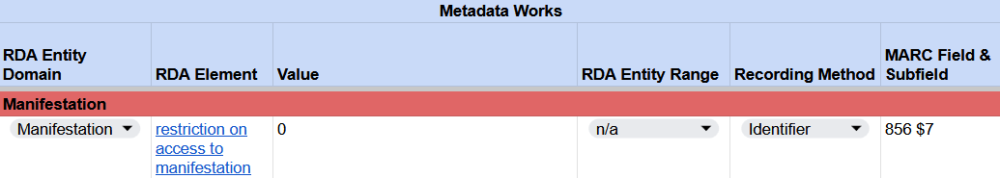 Metadata Works
RDA Entity Domain RDA Element Value RDA Entity Range Recording Method MARC Field & Subfield
Manifestation
Manifestation restriction on access to manifestation 0 n/a Identifier 856 $7